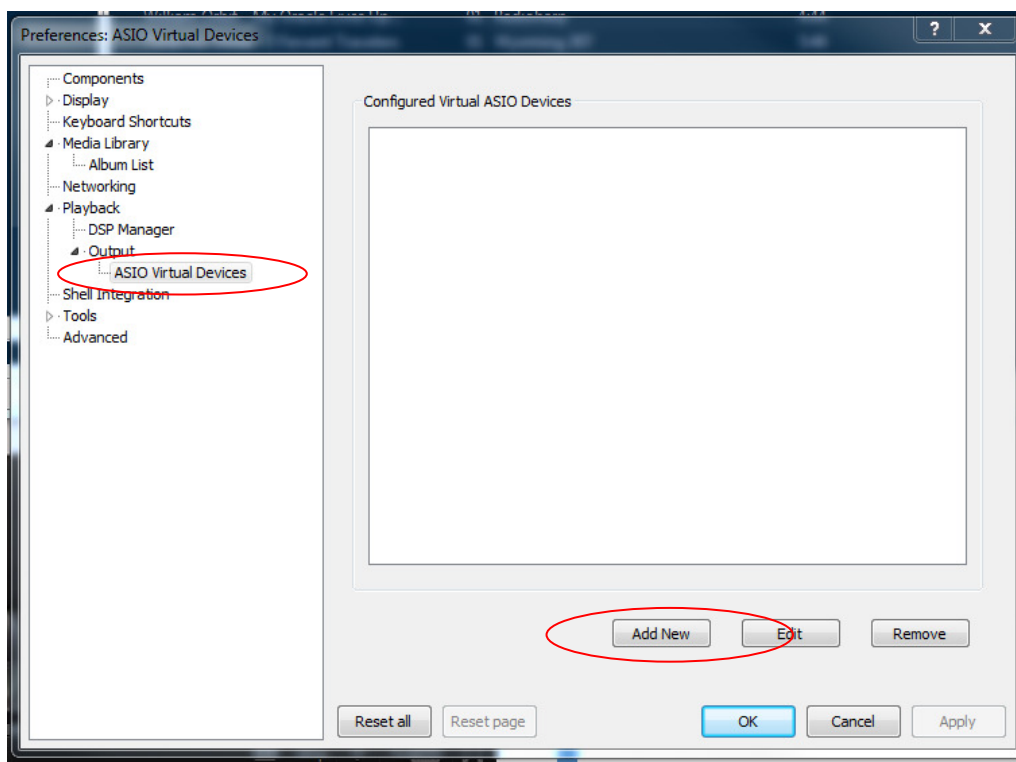 Preferences: ASIO Virtual Devices
?
x
Components
Display
Keyboard Shortcuts
Media Library
Album List
Networking
Playback
DSP Manager
Output
ASIO Virtual Devices
Shell Integration
Tools
Advanced
Configured Virtual ASIO Devices
Add New
Edit
Remove
Reset all
Reset page
OK
Cancel
Apply